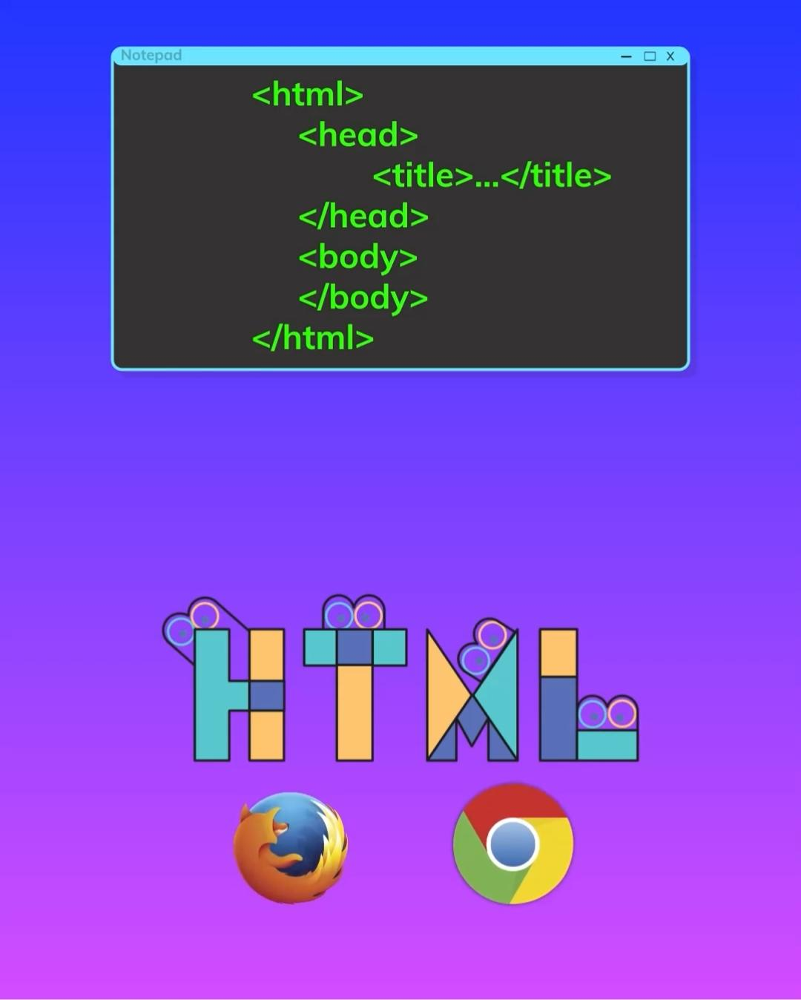 Notepad
<html>
<head>
<title>...</title>
</head>
<body>
</body>
</html>
HTML